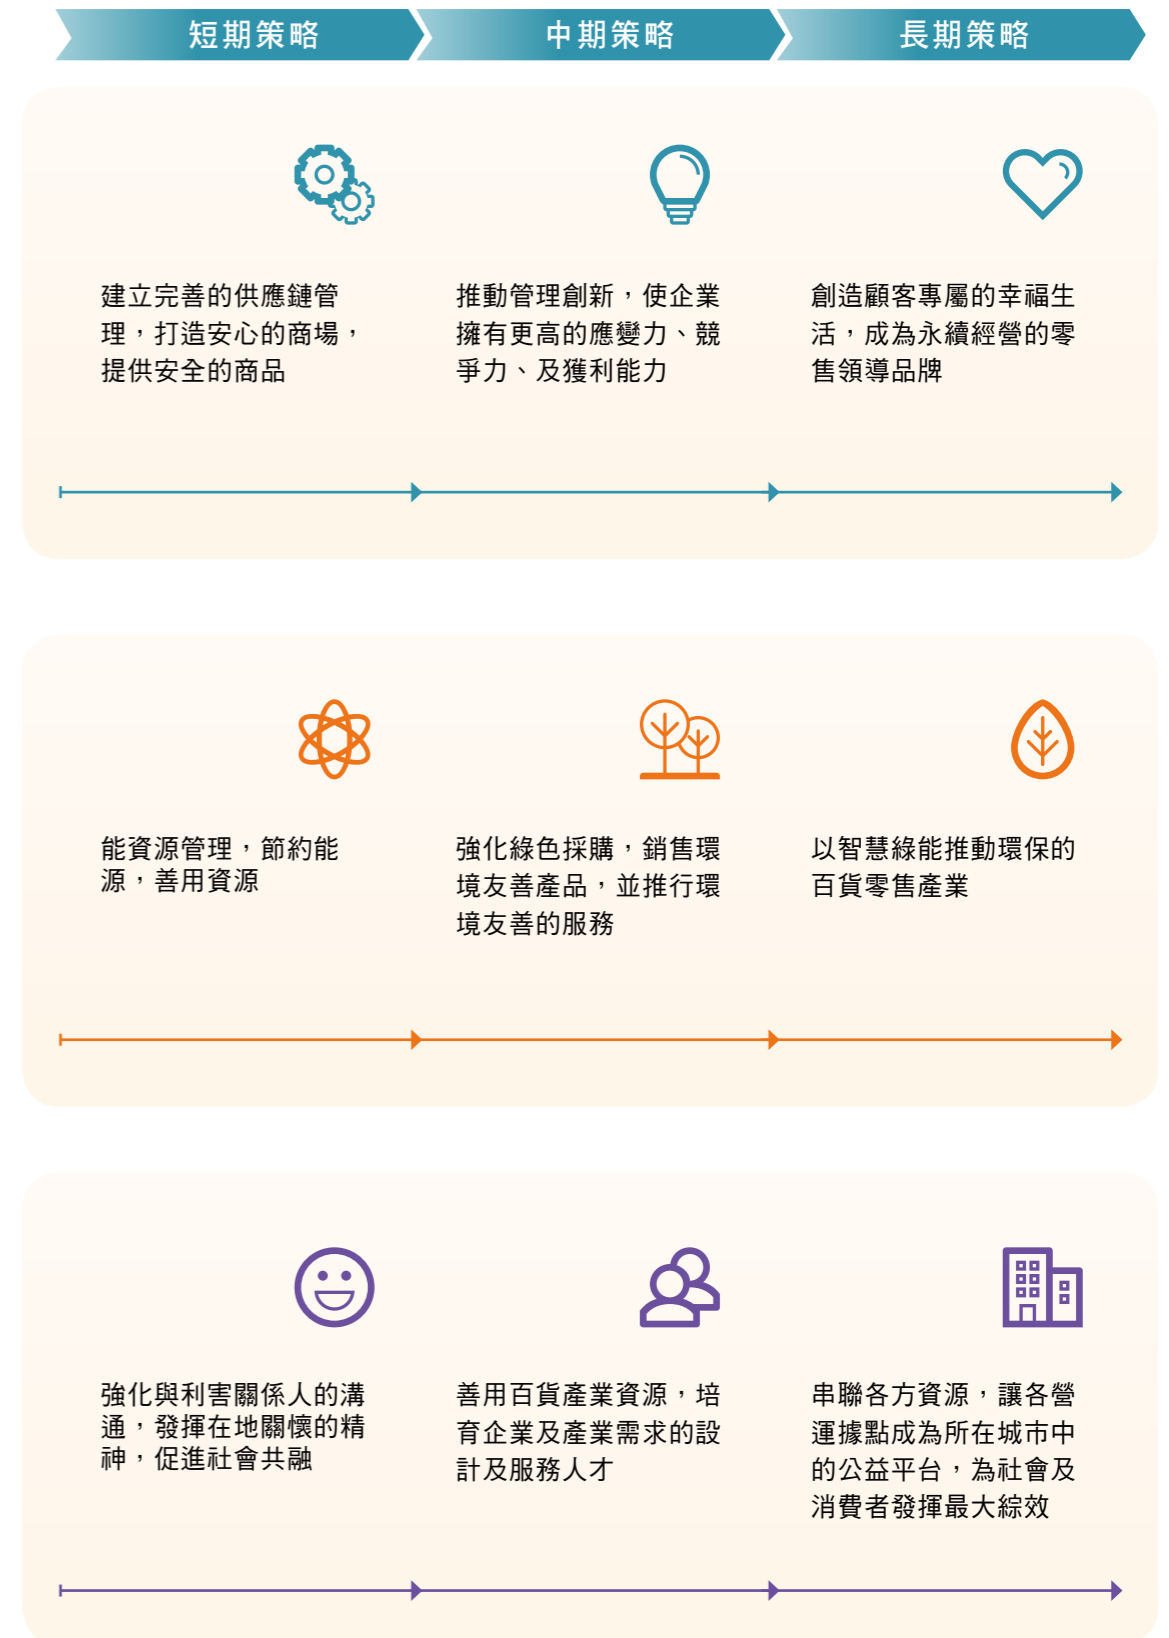 短期策略
中期策略
長期策略
建立完善的供應鏈管
理，打造安心的商場，
提供安全的商品
推動管理創新，使企業
擁有更高的應變力、競
爭力、及獲利能力
創造顧客專屬的幸福生
活，成為永續經營的零
售領導品牌
能資源管理，節約能
源，善用資源
強化綠色採購，銷售環
境友善產品，並推行環
境友善的服務
以智慧綠能推動環保的
百貨零售產業
強化與利害關係人的溝
通，發揮在地關懷的精
神，促進社會共融
善用百貨產業資源，培
育企業及產業需求的設
計及服務人才
串聯各方資源，讓各營
運據點成為所在城市中
的公益平台，為社會及
消費者發揮最大綜效